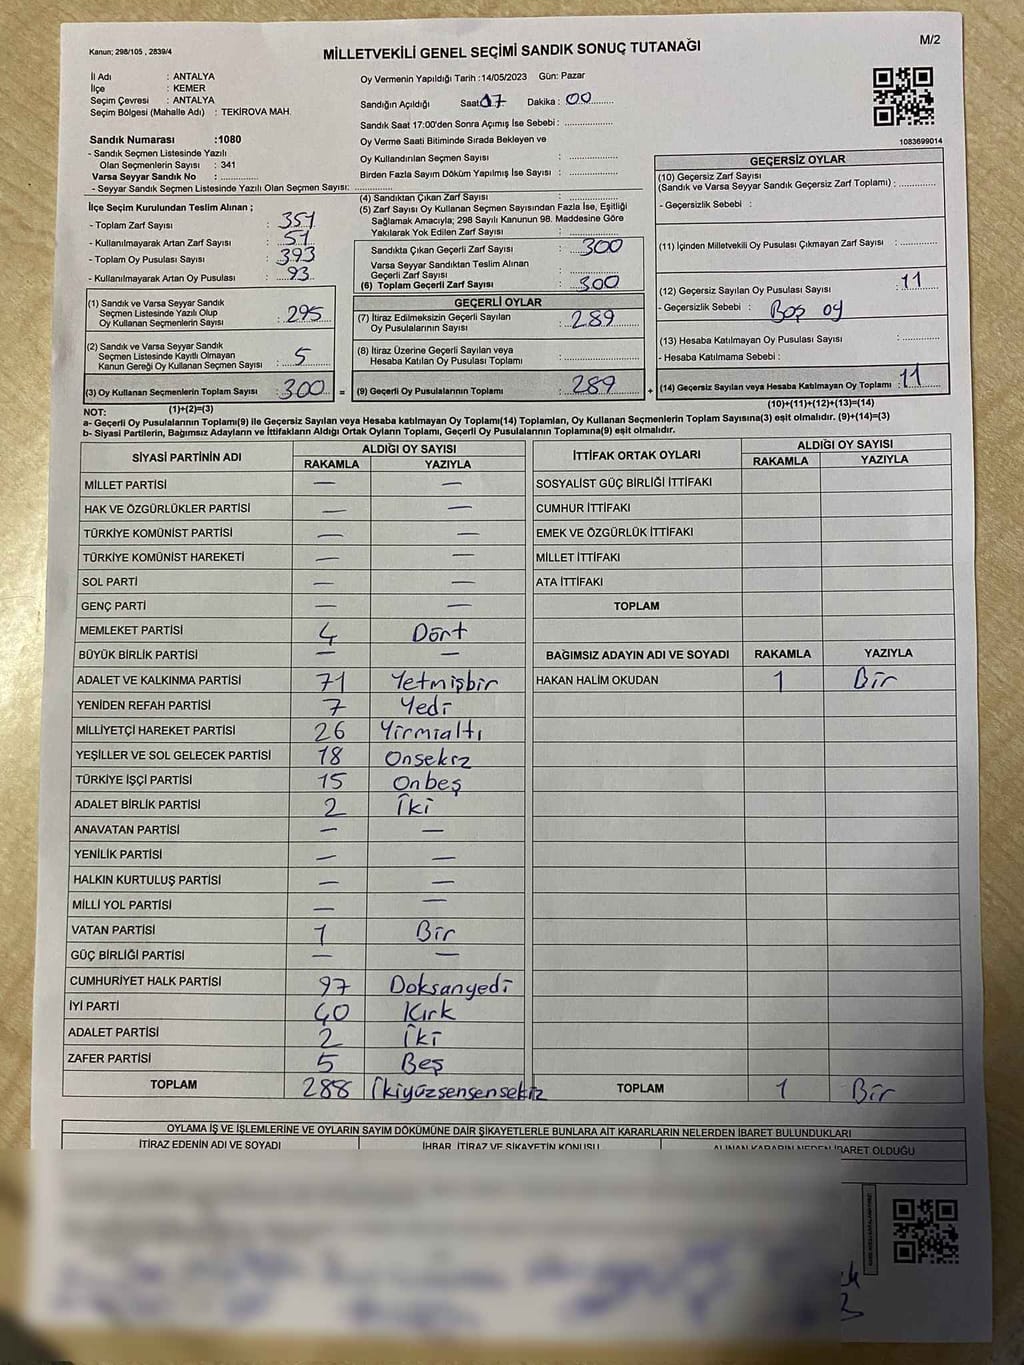 Kanun; 298/105 , 2839/4
MİLLETVEKİLİ GENEL SEÇİMİ SANDIK SONUÇ TUTANAĞI
M/2
İl Adı : ANTALYA
İlçe : KEMER
Seçim Çevresi : ANTALYA
Seçim Bölgesi (Mahalle Adı) : TEKİROVA MAH.
Sandık Numarası :1080
- Sandık Seçmen Listesinde Yazılı
Olan Seçmenlerin Sayısı : 341
Varsa Seyyar Sandık No : ..............
- Seyyar Sandık Seçmen Listesinde Yazılı Olan Seçmen Sayısı: ..............
Oy Vermenin Yapıldığı Tarih :14/05/2023 Gün: Pazar
Sandığın Açıldığı Saat: 17 Dakika : 00
Sandık Saat 17:00'den Sonra Açımış İse Sebebi : ..............
Oy Verme Saati Bitiminde Sırada Bekleyen ve
Oy Kullandırılan Seçmen Sayısı : ..............
Birden Fazla Sayım Döküm Yapılmış İse Sayısı : ..............
1083699014
İlçe Seçim Kurulundan Teslim Alınan ;
- Toplam Zarf Sayısı : 351
- Kullanılmayarak Artan Zarf Sayısı : 51
- Toplam Oy Pusulası Sayısı : 393
- Kullanılmayarak Artan Oy Pusulası : 93
(1) Sandık ve Varsa Seyyar Sandık
Seçmen Listesinde Yazılı Olup
Oy Kullanan Seçmenlerin Sayısı : 295
(2) Sandık ve Varsa Seyyar Sandık
Seçmen Listesinde Kayıtlı Olmayan
Kanun Gereği Oy Kullanan Seçmen Sayısı : 5
(3) Oy Kullanan Seçmenlerin Toplam Sayısı : 300 =
(1)+(2)=(3)
(4) Sandıktan Çıkan Zarf Sayısı : ..............
(5) Zarf Sayısı Oy Kullanan Seçmen Sayısından Fazla İse, Eşitliği
Sağlamak Amacıyla; 298 Sayılı Kanunun 98. Maddesine Göre
Yakılarak Yok Edilen Zarf Sayısı : ..............
Sandıkta Çıkan Geçerli Zarf Sayısı : 300
Varsa Seyyar Sandıktan Teslim Alınan
Geçerli Zarf Sayısı : ..............
(6) Toplam Geçerli Zarf Sayısı : 300
GEÇERLİ OYLAR
(7) İtiraz Edilmeksizin Geçerli Sayılan
Oy Pusulalarının Sayısı : 289
(8) İtiraz Üzerine Geçerli Sayılan veya
Hesaba Katılan Oy Pusulası Toplamı : ..............
(9) Geçerli Oy Pusulalarının Toplamı : 289 +
GEÇERSİZ OYLAR
(10) Geçersiz Zarf Sayısı
(Sandık ve Varsa Seyyar Sandık Geçersiz Zarf Toplamı) : ..............
- Geçersizlik Sebebi :
(11) İçinden Milletvekili Oy Pusulası Çıkmayan Zarf Sayısı : ..............
(12) Geçersiz Sayılan Oy Pusulası Sayısı : 11
- Geçersizlik Sebebi : Boş oy
(13) Hesaba Katılmayan Oy Pusulası Sayısı : ..............
- Hesaba Katılmama Sebebi :
(14) Geçersiz Sayılan veya Hesaba Katılmayan Oy Toplamı : 11
(10)+(11)+(12)+(13)=(14)
NOT:
a- Geçerli Oy Pusulalarının Toplamı(9) ile Geçersiz Sayılan veya Hesaba katılmayan Oy Toplamı(14) Toplamları, Oy Kullanan Seçmenlerin Toplam Sayısına(3) eşit olmalıdır. (9)+(14)=(3)
b- Siyasi Partilerin, Bağımsız Adayların ve İttifakların Aldığı Ortak Oyların Toplamı, Geçerli Oy Pusulalarının Toplamına(9) eşit olmalıdır.
SİYASİ PARTİNİN ADI ALDIĞI OY SAYISI
RAKAMLA YAZIYLA
MİLLET PARTİSİ — —
HAK VE ÖZGÜRLÜKLER PARTİSİ — —
TÜRKİYE KOMÜNİST PARTİSİ — —
TÜRKİYE KOMÜNİST HAREKETİ — —
SOL PARTİ — —
GENÇ PARTİ — —
MEMLEKET PARTİSİ 4 Dört
BÜYÜK BİRLİK PARTİSİ — —
ADALET VE KALKINMA PARTİSİ 71 Yetmişbir
YENİDEN REFAH PARTİSİ 7 Yedi
MİLLİYETÇİ HAREKET PARTİSİ 26 Yirmialtı
YEŞİLLER VE SOL GELECEK PARTİSİ 18 Onsekiz
TÜRKİYE İŞÇİ PARTİSİ 15 Onbeş
ADALET BİRLİK PARTİSİ 2 İki
ANAVATAN PARTİSİ — —
YENİLİK PARTİSİ — —
HALKIN KURTULUŞ PARTİSİ — —
MİLLİ YOL PARTİSİ — —
VATAN PARTİSİ 1 Bir
GÜÇ BİRLİĞİ PARTİSİ — —
CUMHURİYET HALK PARTİSİ 97 Doksanyedi
İYİ PARTİ 40 Kırk
ADALET PARTİSİ 2 İki
ZAFER PARTİSİ 5 Beş
TOPLAM 288 İkiyüzsensensekiz
İTTİFAK ORTAK OYLARI ALDIĞI OY SAYISI
RAKAMLA YAZIYLA
SOSYALİST GÜÇ BİRLİĞİ İTTİFAKI
CUMHUR İTTİFAKI
EMEK VE ÖZGÜRLÜK İTTİFAKI
MİLLET İTTİFAKI
ATA İTTİFAKI
TOPLAM
BAĞIMSIZ ADAYIN ADI VE SOYADI RAKAMLA YAZIYLA
HAKAN HALİM OKUDAN 1 Bir
TOPLAM 1 Bir
OYLAMA İŞ VE İŞLEMLERİNE VE OYLARIN SAYIM DÖKÜMÜNE DAİR ŞİKAYETLERLE BUNLARA AİT KARARLARIN NELERDEN İBARET BULUNDUKLARI
İTİRAZ EDENİN ADI VE SOYADI İHBAR, İTİRAZ VE ŞİKAYETİN KONUSU ALINAN KARARIN NEDEN İBARET OLDUĞU